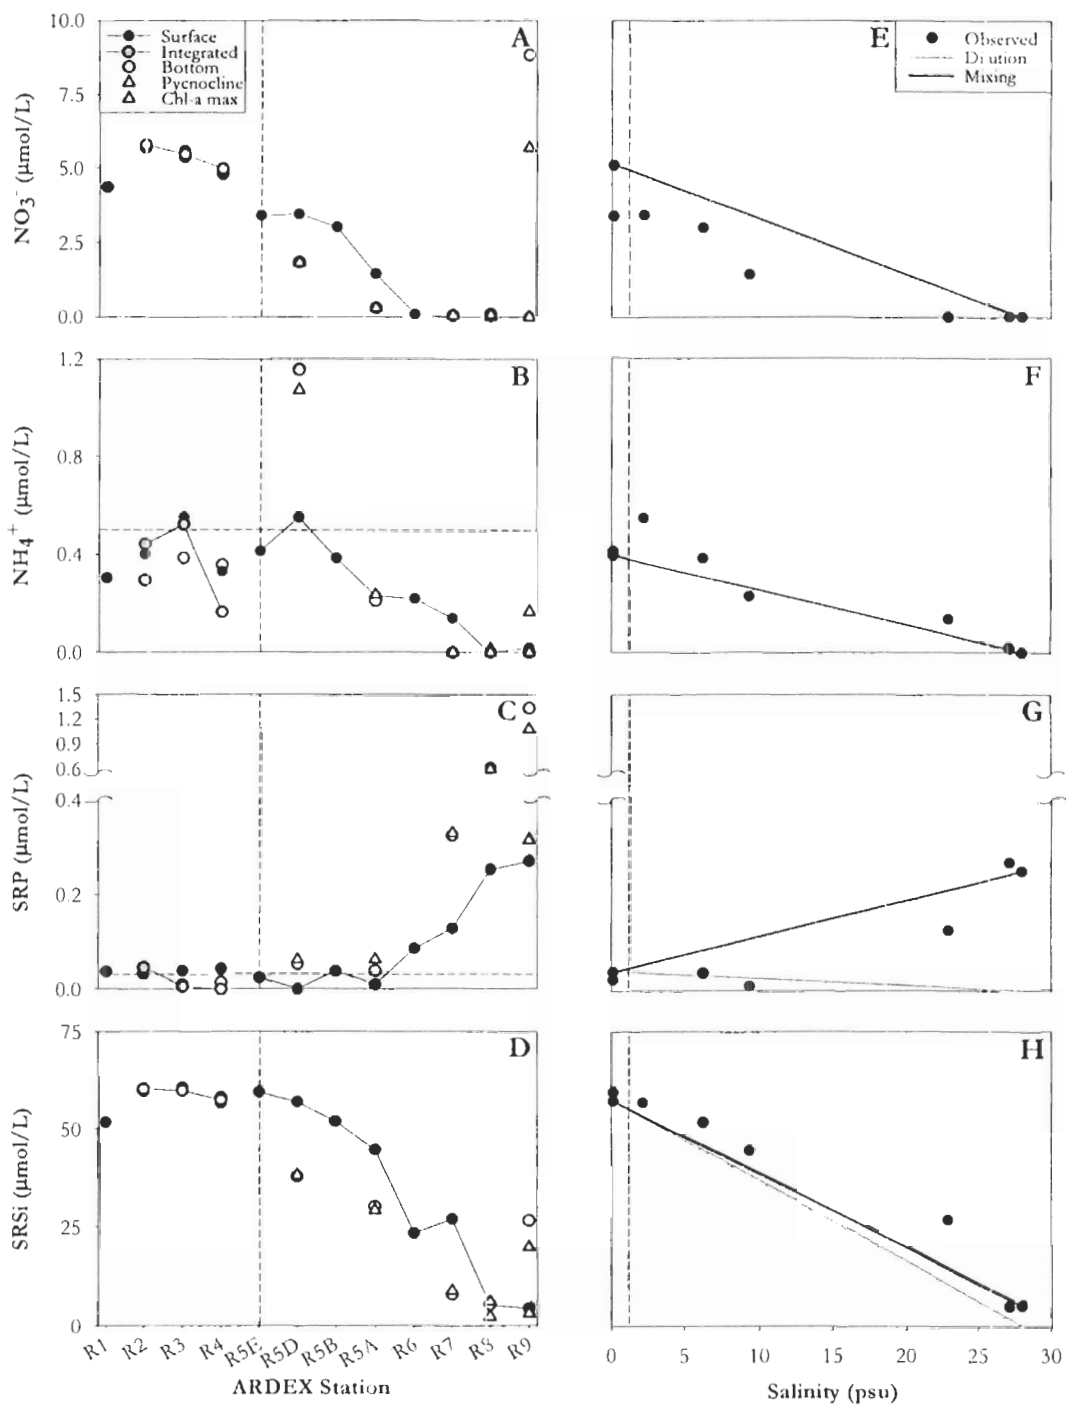 A
Surface
Integrated
Bottom
Pycnocline
Chl-a max
10.0
7.5
5.0
2.5
0.0
NO3- (µmol/L)
E
Observed
Di ution
Mixing
B
1.2
0.8
0.4
0.0
NH4+ (µmol/L)
F
C
1.5
1.2
0.9
0.6
0.4
0.2
0.0
SRP (µmol/L)
G
D
75
50
25
0
SRSi (µmol/L)
H
R1 R2 R3 R4 R5E R5D R5B R5A R6 R7 R8 R9
ARDEX Station
0 5 10 15 20 25 30
Salinity (psu)